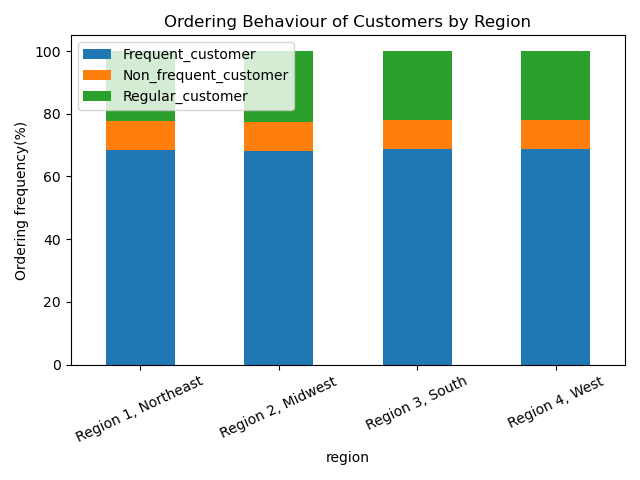 Ordering Behaviour of Customers by Region
Frequent_customer
Non_frequent_customer
Regular_customer
Ordering frequency(%)
100
80
60
40
20
0
Region 1, Northeast
Region 2, Midwest
Region 3, South
Region 4, West
region